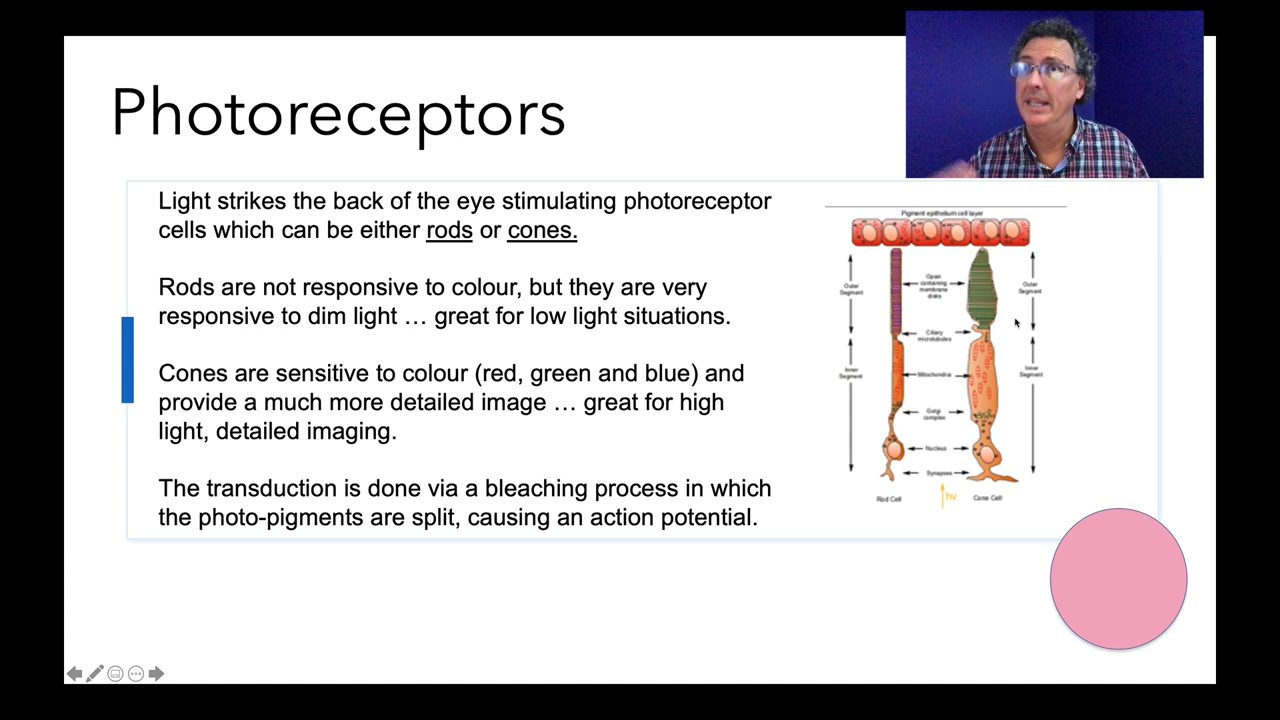 Photoreceptors
Light strikes the back of the eye stimulating photoreceptor
cells which can be either rods or cones.
Rods are not responsive to colour, but they are very
responsive to dim light … great for low light situations.
Cones are sensitive to colour (red, green and blue) and
provide a much more detailed image … great for high
light, detailed imaging.
The transduction is done via a bleaching process in which
the photo-pigments are split, causing an action potential.
Pigment epithelium cell layer
Outer
Segment
Opsin
containing
membrane
disks
Outer
Segment
Ciliary
microtubules
Inner
Segment
Mitochondria
Inner
Segment
Golgi
complex
Nucleus
Synapses
Rod Cell
hv
Cone Cell